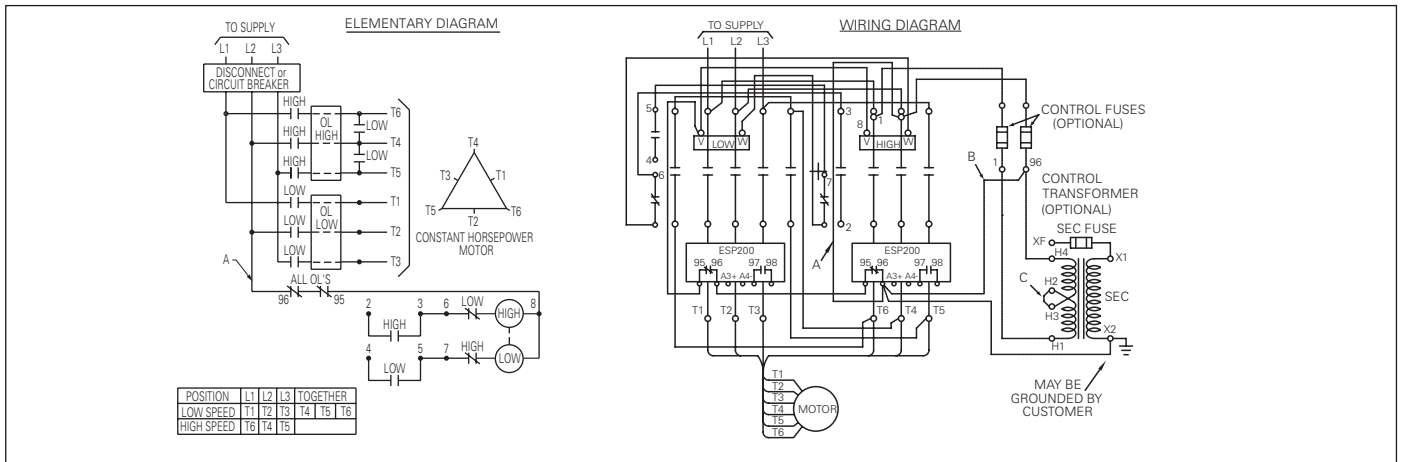 ELEMENTARY DIAGRAM
TO SUPPLY
L1 L2 L3
DISCONNECT or
CIRCUIT BREAKER
HIGH
HIGH
HIGH
OL
HIGH
T6
LOW
T4
LOW
T5
LOW
LOW
LOW
OL
LOW
T1
T2
T3
T4
T3 T1
T5 T6
T2
CONSTANT HORSEPOWER
MOTOR
A
ALL OL'S
96 95
2 3 6 LOW HIGH 8
HIGH
4 5 7 HIGH LOW
LOW
POSITION L1 L2 L3 TOGETHER
LOW SPEED T1 T2 T3 T4 T5 T6
HIGH SPEED T6 T4 T5
WIRING DIAGRAM
TO SUPPLY
L1 L2 L3
5 3 1
8
V LOW W
V HIGH W
4
6
7
2
A
ESP200
95 96 97 98
A3+ A4-
ESP200
95 96 97 98
A3+ A4-
T1 T2 T3
T6 T4 T5
T1
T2
T3
T4
T5
T6
MOTOR
CONTROL FUSES
(OPTIONAL)
B
1 96
CONTROL
TRANSFORMER
(OPTIONAL)
SEC FUSE
XF
X1
H4
C
H2
H3
SEC
H1
X2
MAY BE
GROUNDED BY
CUSTOMER